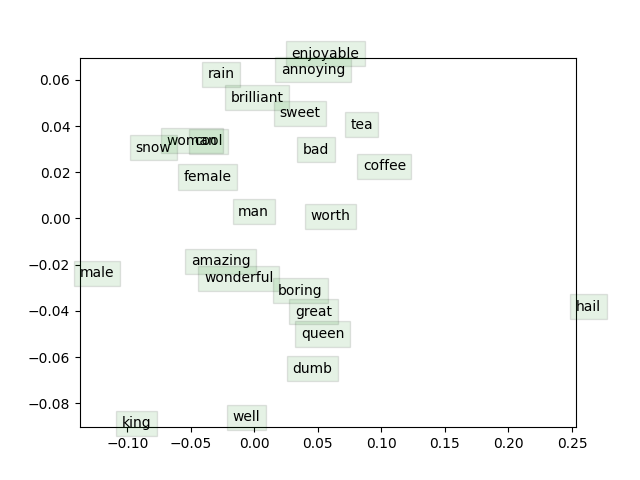 enjoyable
annoying
rain
0.06
brilliant
sweet
0.04
tea
woman
cool
snow
bad
0.02
coffee
female
0.00
man
worth
−0.02
amazing
male
wonderful
boring
hail
−0.04
great
queen
−0.06
dumb
−0.08
well
king
−0.10
−0.05
0.00
0.05
0.10
0.15
0.20
0.25